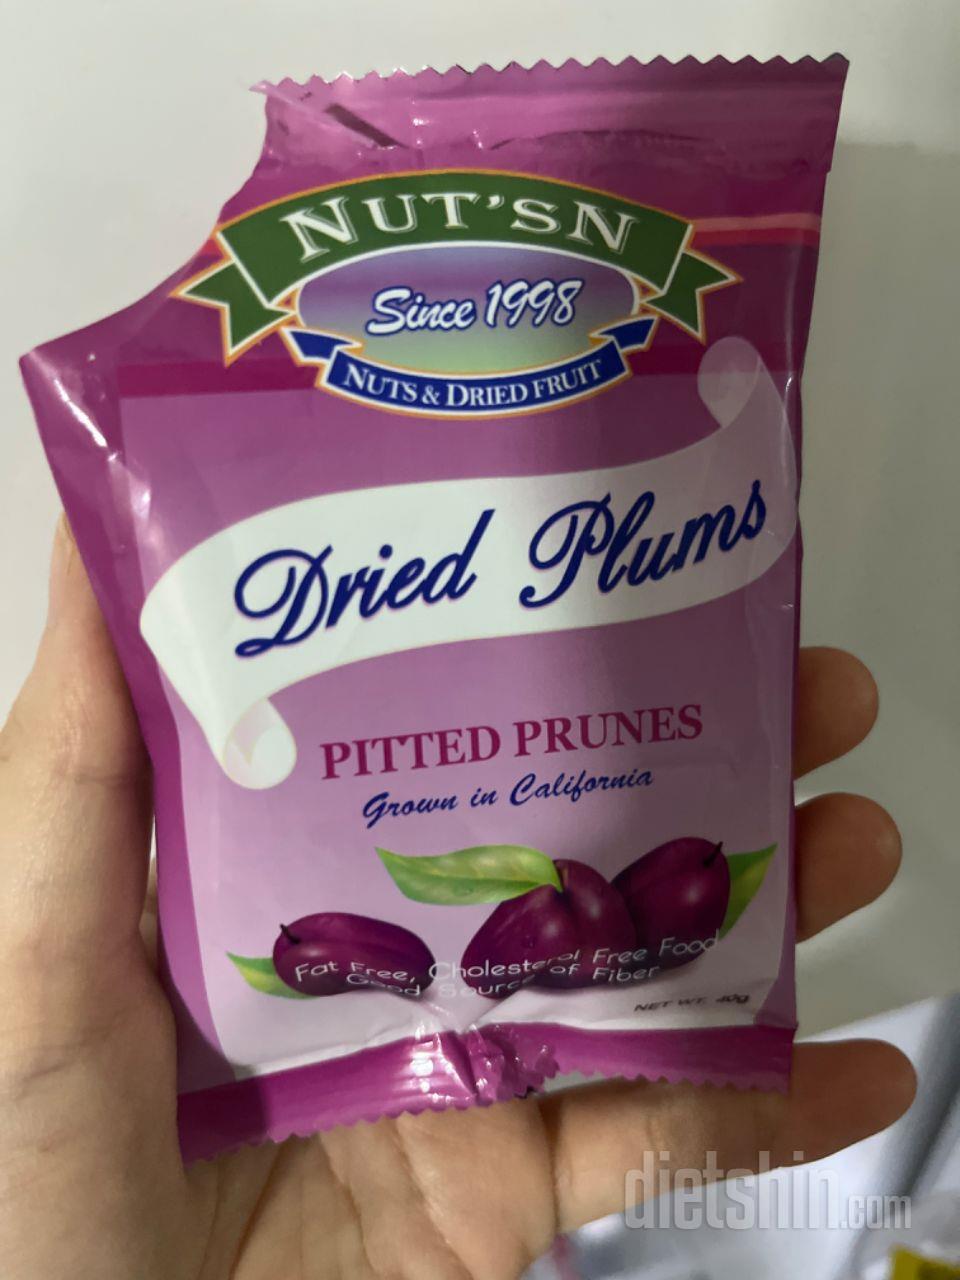 NUT'SN
Since 1998
NUTS & DRIED FRUIT
Dried Plums
PITTED PRUNES
Grown in California
Fat Free, Cholesterol Free Food
Good Source of Fiber
NET WT. 40g
dietshin.com